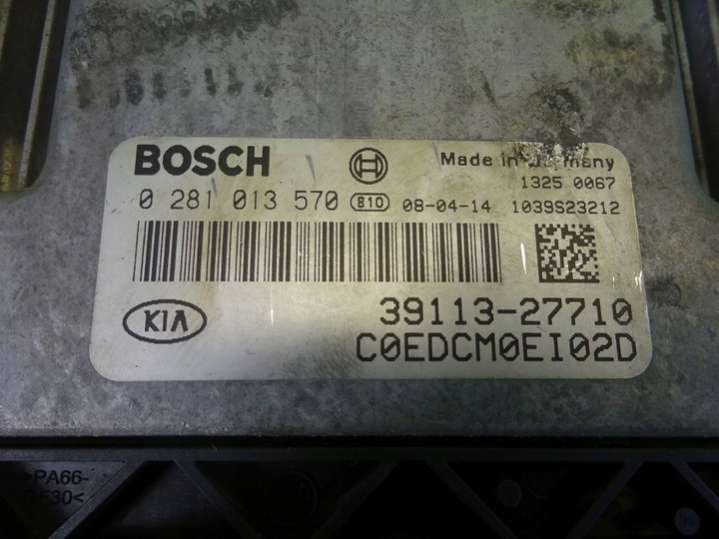 BOSCH Made in Germany
1325 0067
0 281 013 570 810 08-04-14 1039S23212
KIA 39113-27710
C0EDCM0EI02D
PA66-